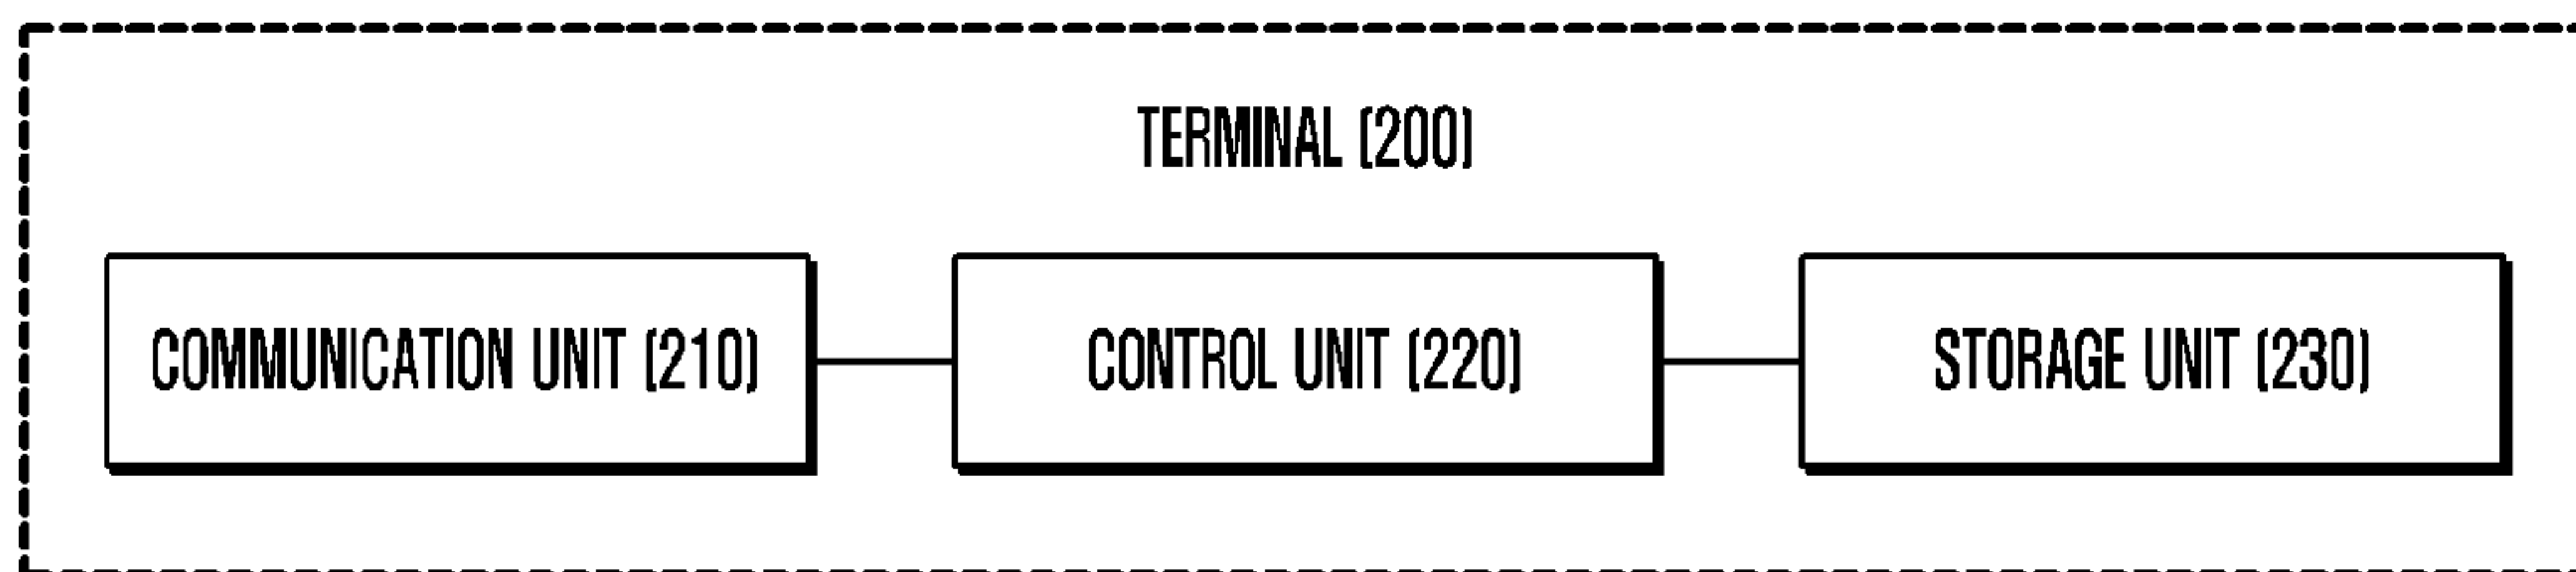 TERMINAL (200)
COMMUNICATION UNIT (210)
CONTROL UNIT (220)
STORAGE UNIT (230)